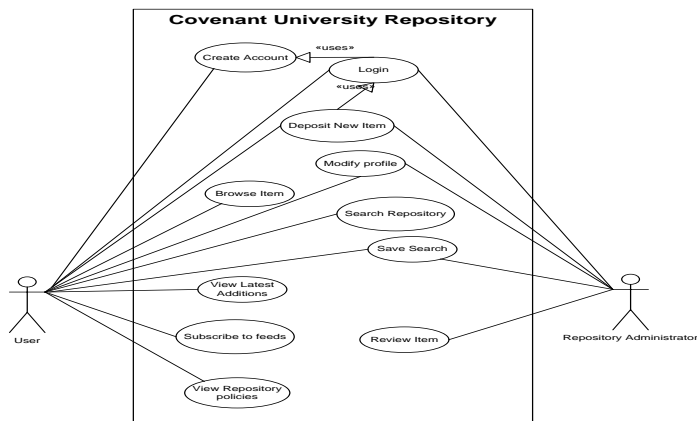 Covenant University Repository
«uses»
Create Account
Login
«uses»
Deposit New Item
Modify profile
Browse Item
Search Repository
Save Search
View Latest
Additions
Subscribe to feeds
Review Item
User
Repository Administrator
View Repository
policies